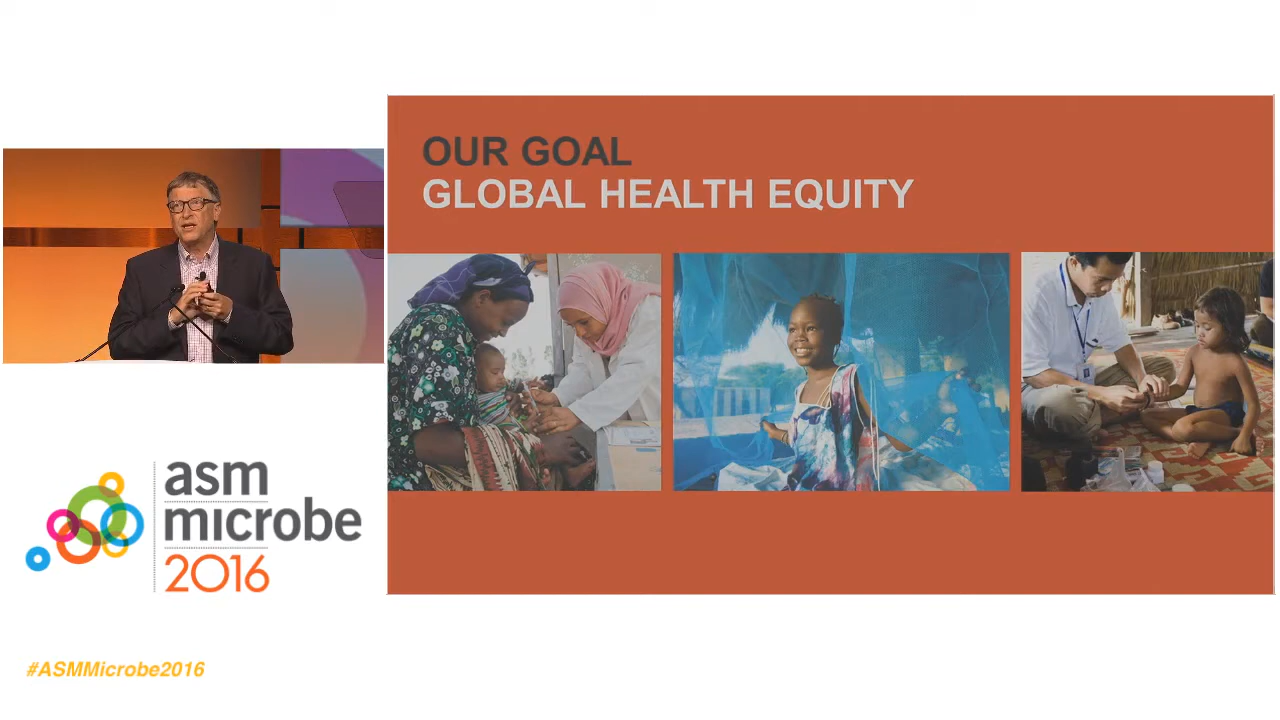 OUR GOAL
GLOBAL HEALTH EQUITY
asm
microbe
2016
#ASMMicrobe2016